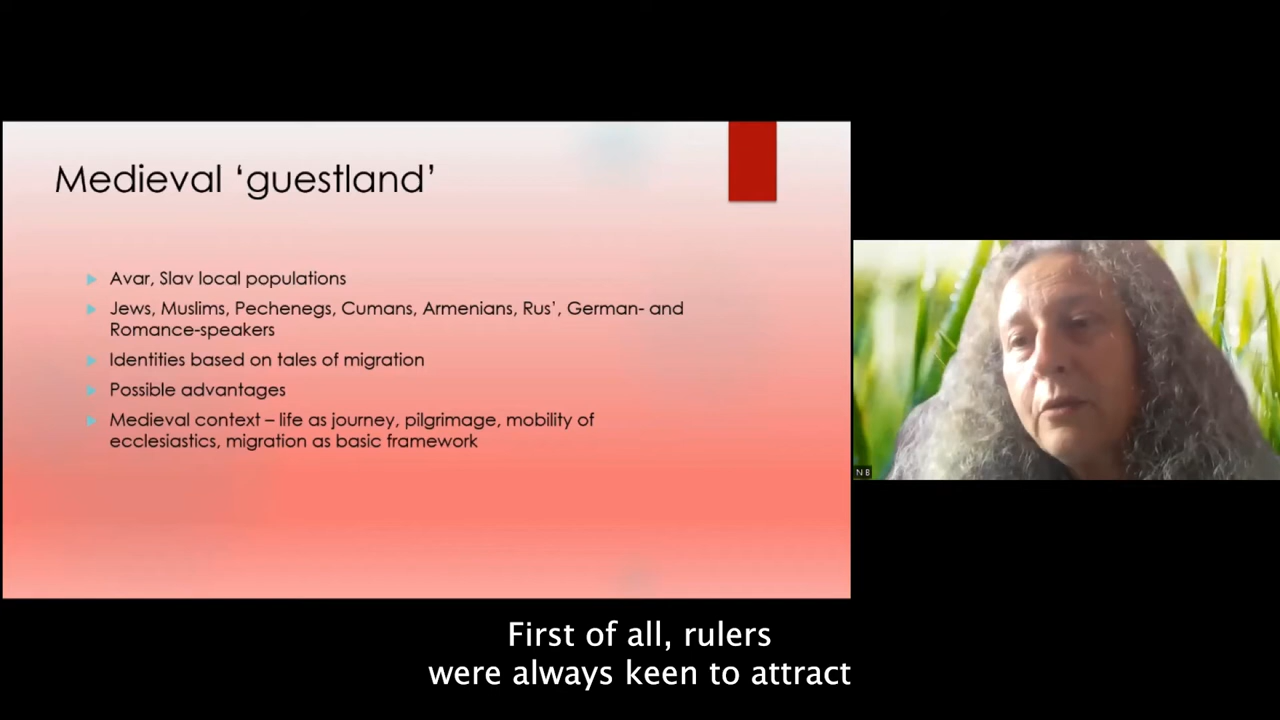 Medieval ‘guestland’
Avar, Slav local populations
Jews, Muslims, Pechenegs, Cumans, Armenians, Rus’, German- and
Romance-speakers
Identities based on tales of migration
Possible advantages
Medieval context – life as journey, pilgrimage, mobility of
ecclesiastics, migration as basic framework
N B
First of all, rulers
were always keen to attract